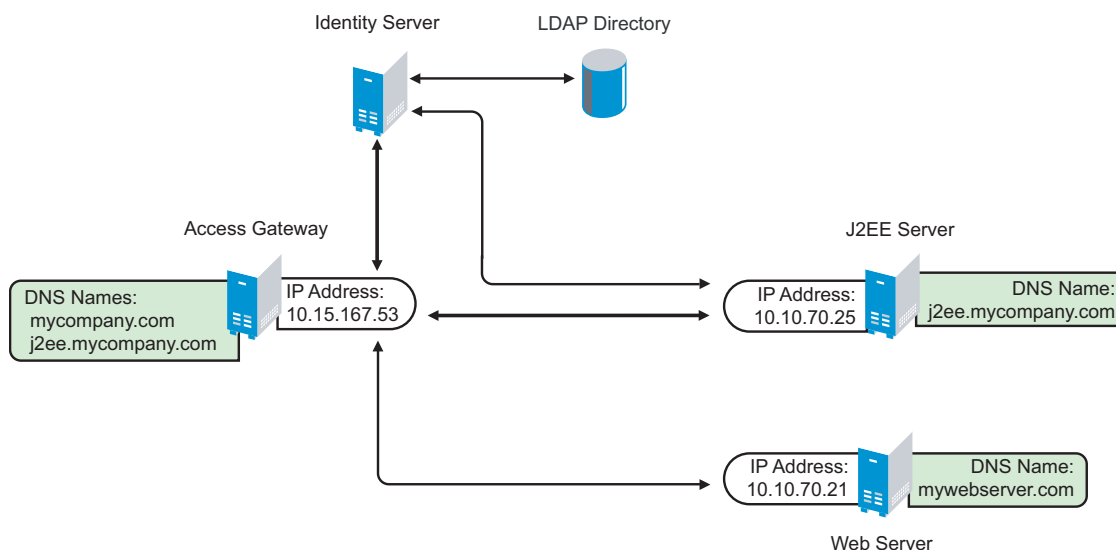 Identity Server
LDAP Directory
Access Gateway
J2EE Server
DNS Names:
mycompany.com
j2ee.mycompany.com
IP Address:
10.15.167.53
IP Address:
10.10.70.25
DNS Name:
j2ee.mycompany.com
IP Address:
10.10.70.21
DNS Name:
mywebserver.com
Web Server